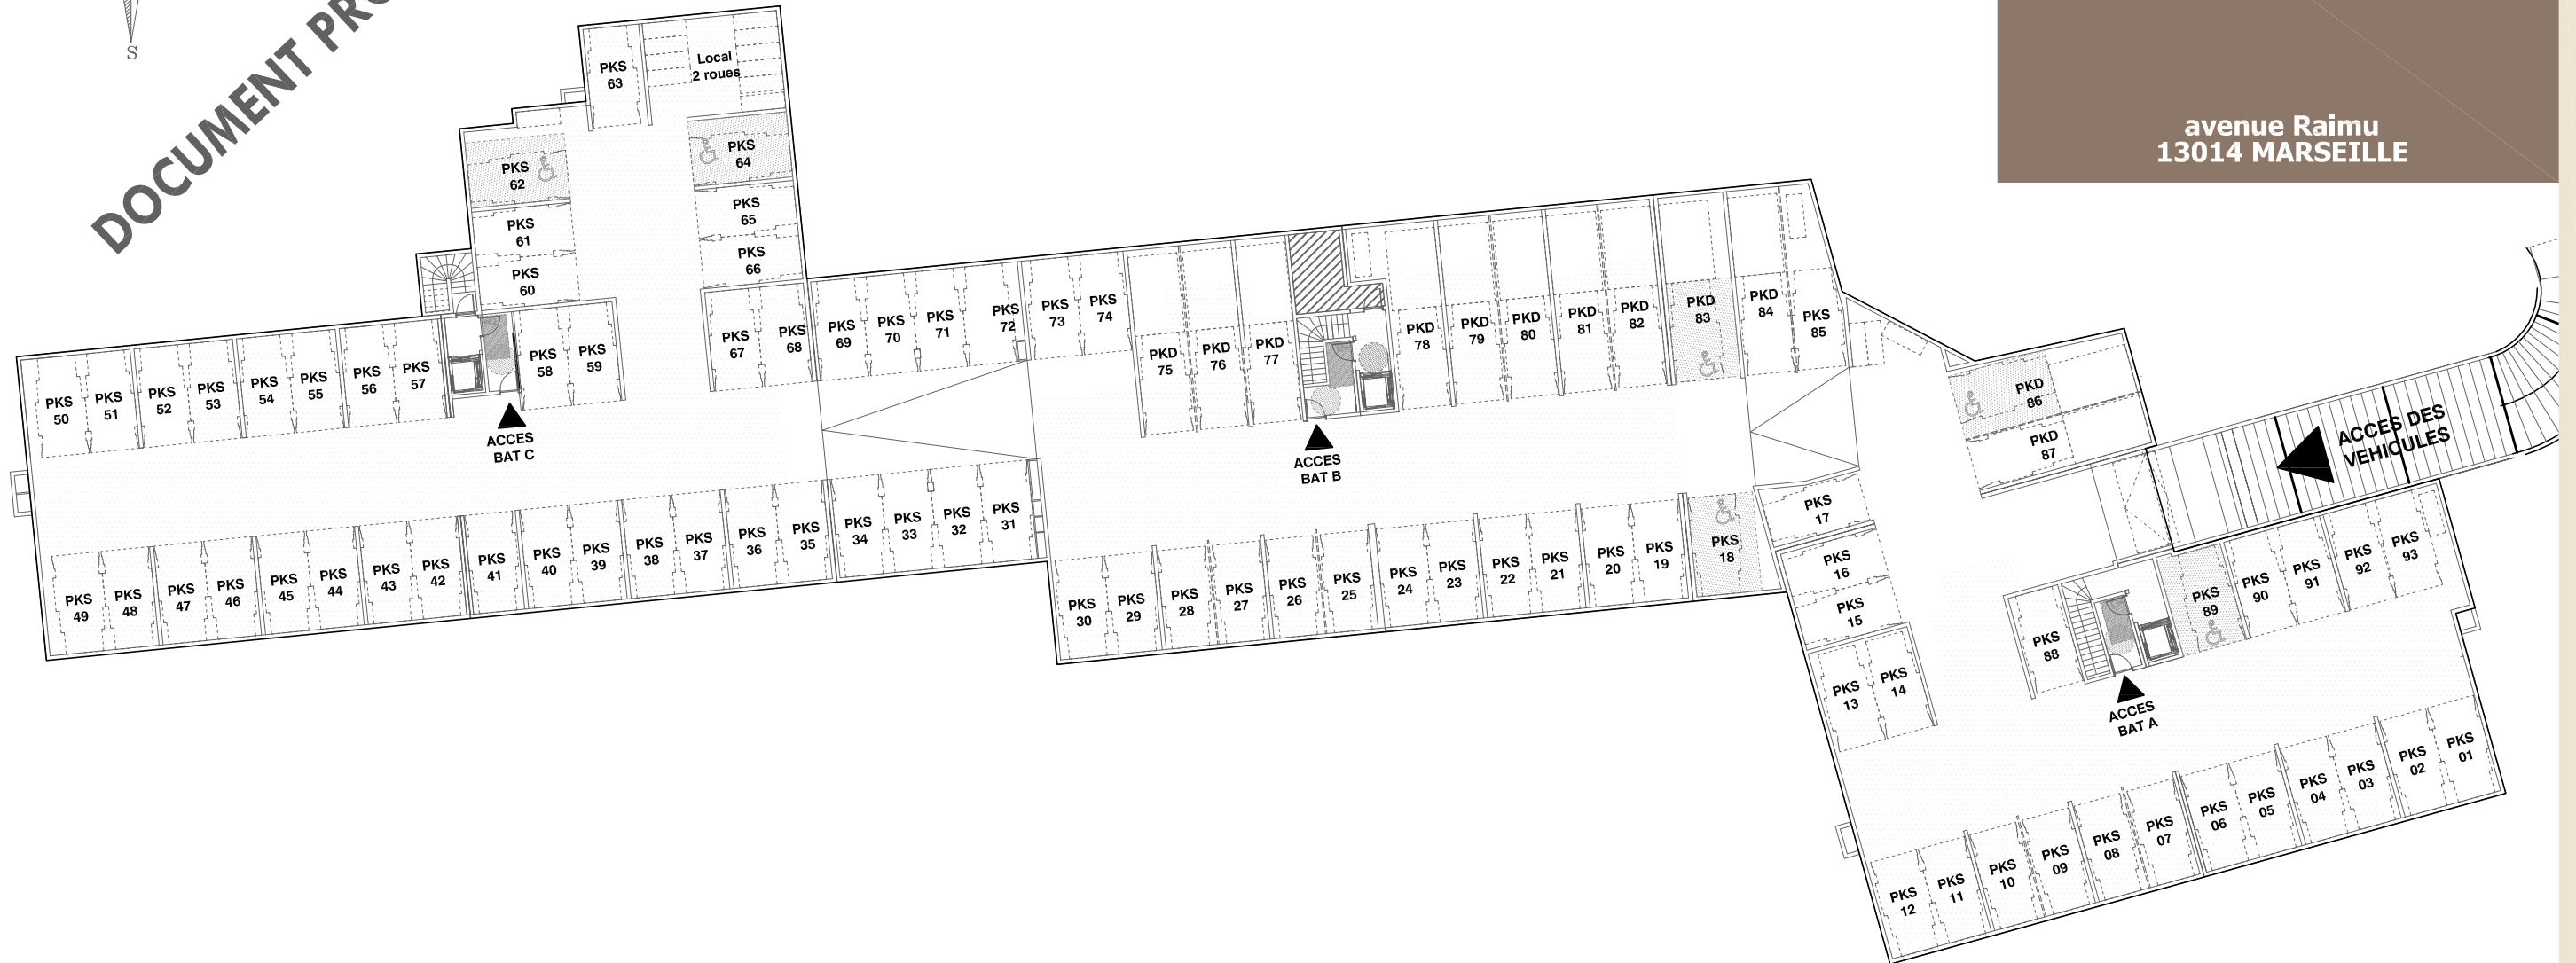 S
DOCUMENT PRO
avenue Raimu
13014 MARSEILLE
PKS
63
Local
2 roues
PKS
62
PKS
64
PKS
61
PKS
65
PKS
60
PKS
66
PKS
50
PKS
51
PKS
52
PKS
53
PKS
54
PKS
55
PKS
56
PKS
57
PKS
58
PKS
59
PKS
67
PKS
68
PKS
69
PKS
70
PKS
71
PKS
72
PKS
73
PKS
74
PKD
75
PKD
76
PKD
77
PKD
78
PKD
79
PKD
80
PKD
81
PKD
82
PKD
83
PKD
84
PKS
85
PKD
86
PKD
87
ACCES DES
VEHICULES
ACCES
BAT C
ACCES
BAT B
PKS
49
PKS
48
PKS
47
PKS
46
PKS
45
PKS
44
PKS
43
PKS
42
PKS
41
PKS
40
PKS
39
PKS
38
PKS
37
PKS
36
PKS
35
PKS
34
PKS
33
PKS
32
PKS
31
PKS
30
PKS
29
PKS
28
PKS
27
PKS
26
PKS
25
PKS
24
PKS
23
PKS
22
PKS
21
PKS
20
PKS
19
PKS
18
PKS
17
PKS
16
PKS
15
PKS
13
PKS
14
PKS
88
PKS
89
PKS
90
PKS
91
PKS
92
PKS
93
ACCES
BAT A
PKS
12
PKS
11
PKS
10
PKS
09
PKS
08
PKS
07
PKS
06
PKS
05
PKS
04
PKS
03
PKS
02
PKS
01